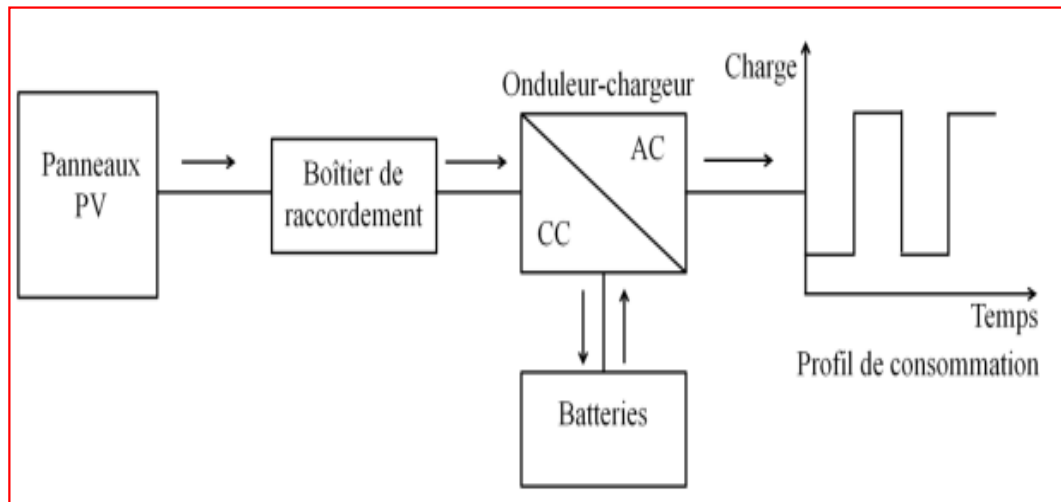 Panneaux
PV
Boîtier de
raccordement
Onduleur-chargeur
AC
CC
Batteries
Charge
Temps
Profil de consommation